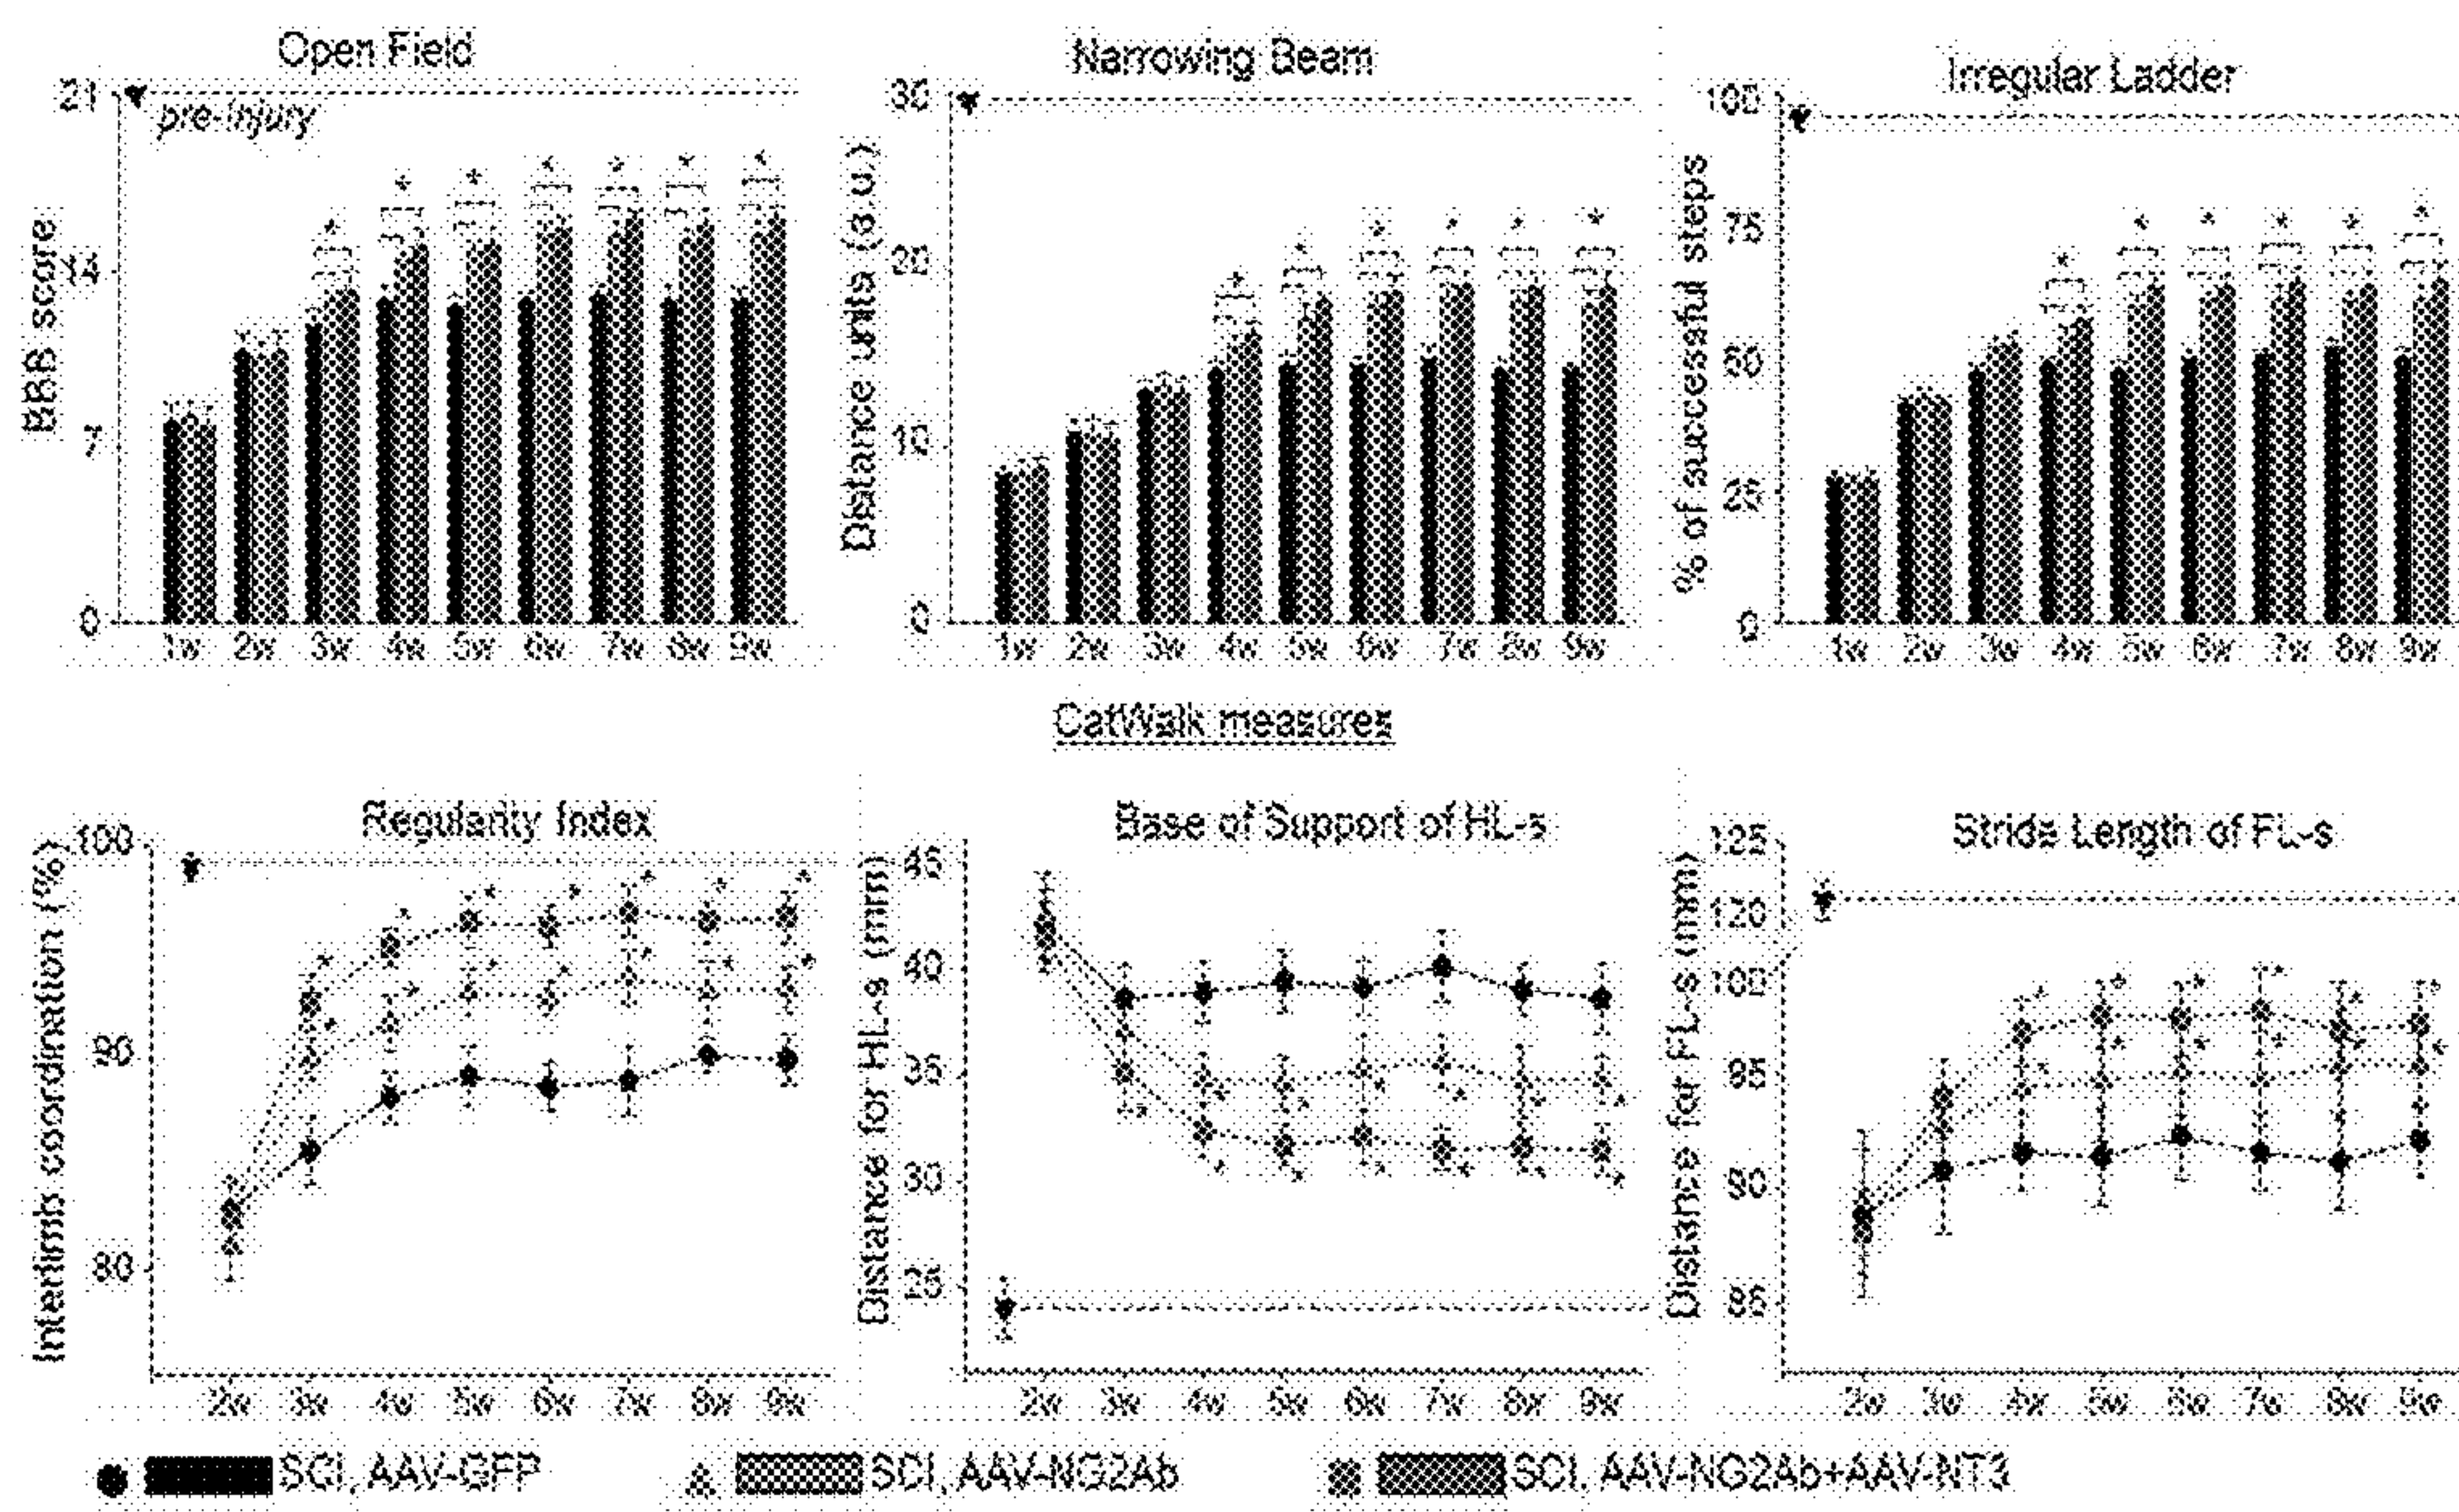 Open Field
Narrowing Beam
Irregular Ladder
21
pre-injury
14
7
0
BBB score
1w 2w 3w 4w 5w 6w 7w 8w 9w
30
20
10
0
Distance units (a.u.)
1w 2w 3w 4w 5w 6w 7w 8w 9w
100
75
50
25
0
% of successful steps
1w 2w 3w 4w 5w 6w 7w 8w 9w
CatWalk measures
Regularity Index
Base of Support of HL-s
Stride Length of FL-s
100
90
80
Interlimb coordination (%)
2w 3w 4w 5w 6w 7w 8w 9w
45
40
35
30
25
Distance for HL-s (mm)
2w 3w 4w 5w 6w 7w 8w 9w
125
120
100
95
90
85
Distance for FL-s (mm)
2w 3w 4w 5w 6w 7w 8w 9w
SCI, AAV-GFP
SCI, AAV-NG2Ab
SCI, AAV-NG2Ab+AAV-NT3